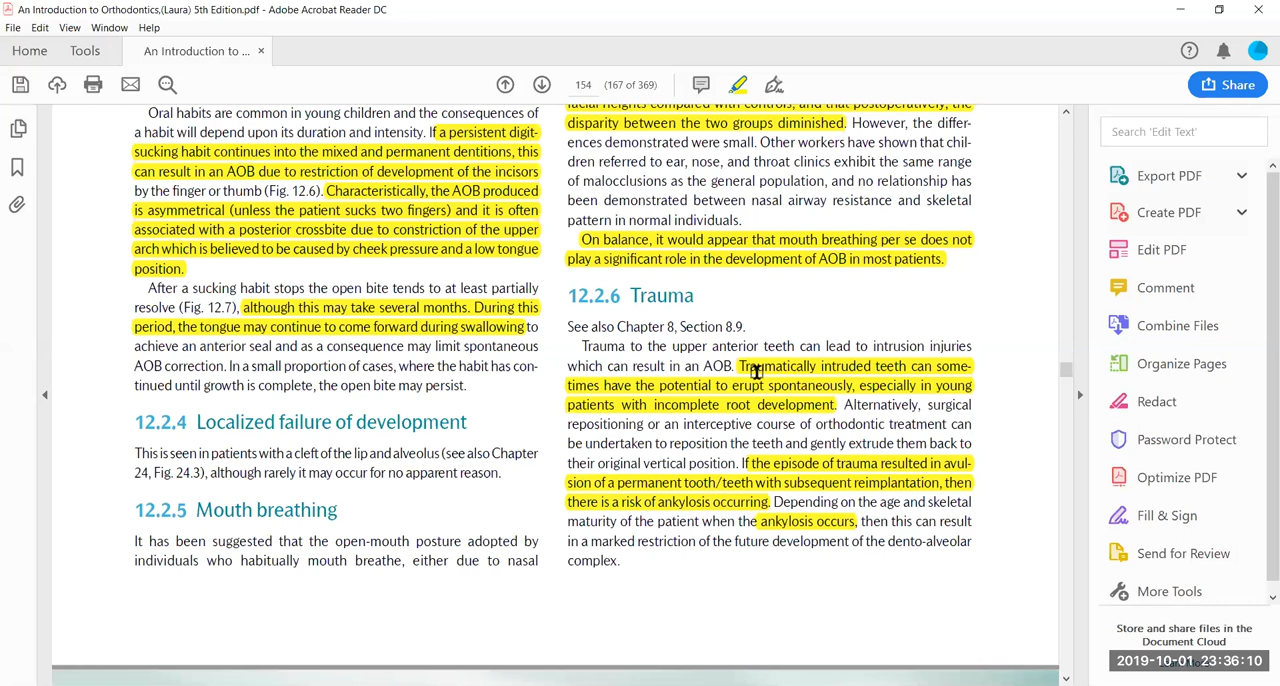 An Introduction to Orthodontics,(Laura) 5th Edition.pdf - Adobe Acrobat Reader DC
File Edit View Window Help
Home Tools An Introduction to ... ×
154 (167 of 369)
Share
Oral habits are common in young children and the consequences of
a habit will depend upon its duration and intensity. If a persistent digit-
sucking habit continues into the mixed and permanent dentitions, this
can result in an AOB due to restriction of development of the incisors
by the finger or thumb (Fig. 12.6). Characteristically, the AOB produced
is asymmetrical (unless the patient sucks two fingers) and it is often
associated with a posterior crossbite due to constriction of the upper
arch which is believed to be caused by cheek pressure and a low tongue
position.
After a sucking habit stops the open bite tends to at least partially
resolve (Fig. 12.7), although this may take several months. During this
period, the tongue may continue to come forward during swallowing to
achieve an anterior seal and as a consequence may limit spontaneous
AOB correction. In a small proportion of cases, where the habit has con-
tinued until growth is complete, the open bite may persist.
12.2.4 Localized failure of development
This is seen in patients with a cleft of the lip and alveolus (see also Chapter
24, Fig. 24.3), although rarely it may occur for no apparent reason.
12.2.5 Mouth breathing
It has been suggested that the open-mouth posture adopted by
individuals who habitually mouth breathe, either due to nasal
facial heights compared with controls, and that postoperatively, the
disparity between the two groups diminished. However, the differ-
ences demonstrated were small. Other workers have shown that chil-
dren referred to ear, nose, and throat clinics exhibit the same range
of malocclusions as the general population, and no relationship has
been demonstrated between nasal airway resistance and skeletal
pattern in normal individuals.
On balance, it would appear that mouth breathing per se does not
play a significant role in the development of AOB in most patients.
12.2.6 Trauma
See also Chapter 8, Section 8.9.
Trauma to the upper anterior teeth can lead to intrusion injuries
which can result in an AOB. Traumatically intruded teeth can some-
times have the potential to erupt spontaneously, especially in young
patients with incomplete root development. Alternatively, surgical
repositioning or an interceptive course of orthodontic treatment can
be undertaken to reposition the teeth and gently extrude them back to
their original vertical position. If the episode of trauma resulted in avul-
sion of a permanent tooth/teeth with subsequent reimplantation, then
there is a risk of ankylosis occurring. Depending on the age and skeletal
maturity of the patient when the ankylosis occurs, then this can result
in a marked restriction of the future development of the dento-alveolar
complex.
Search 'Edit Text'
Export PDF
Create PDF
Edit PDF
Comment
Combine Files
Organize Pages
Redact
Password Protect
Optimize PDF
Fill & Sign
Send for Review
More Tools
Store and share files in the
Document Cloud
2019-10-01 23:36:10